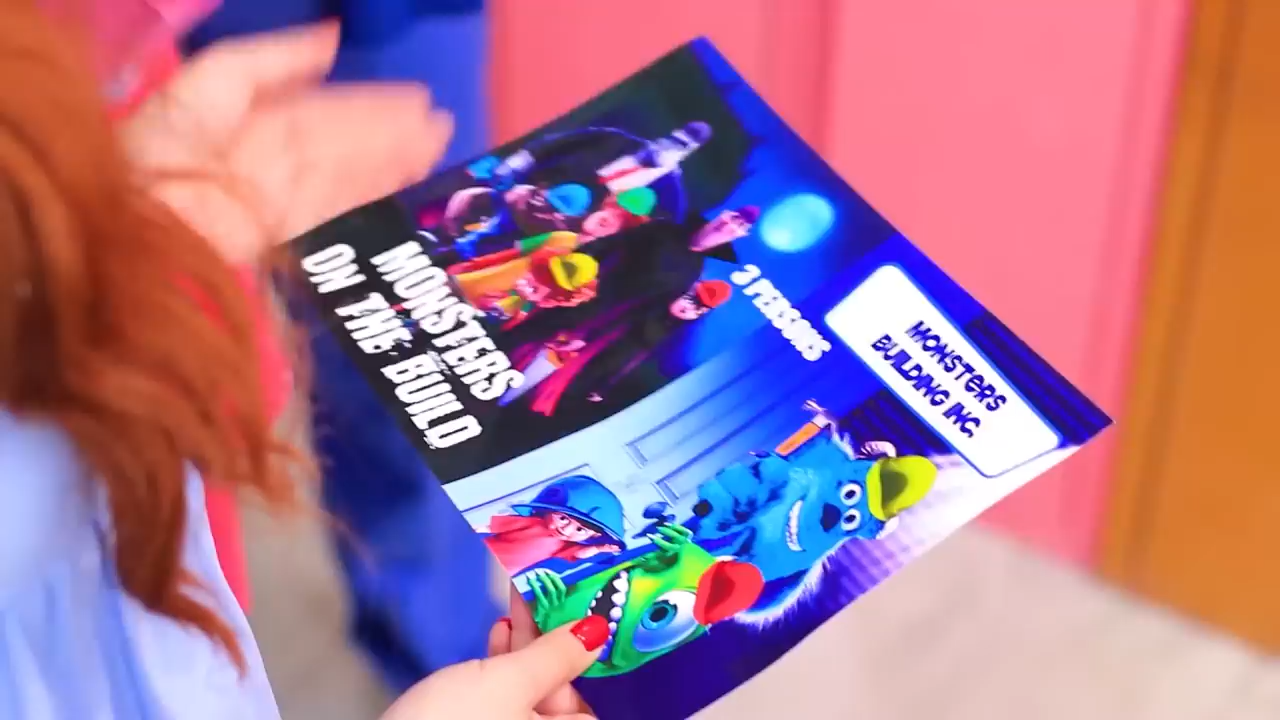 MONSTERS
ON THE BUILD
3 PERSONS
MONSTERS
BUILDING INC.